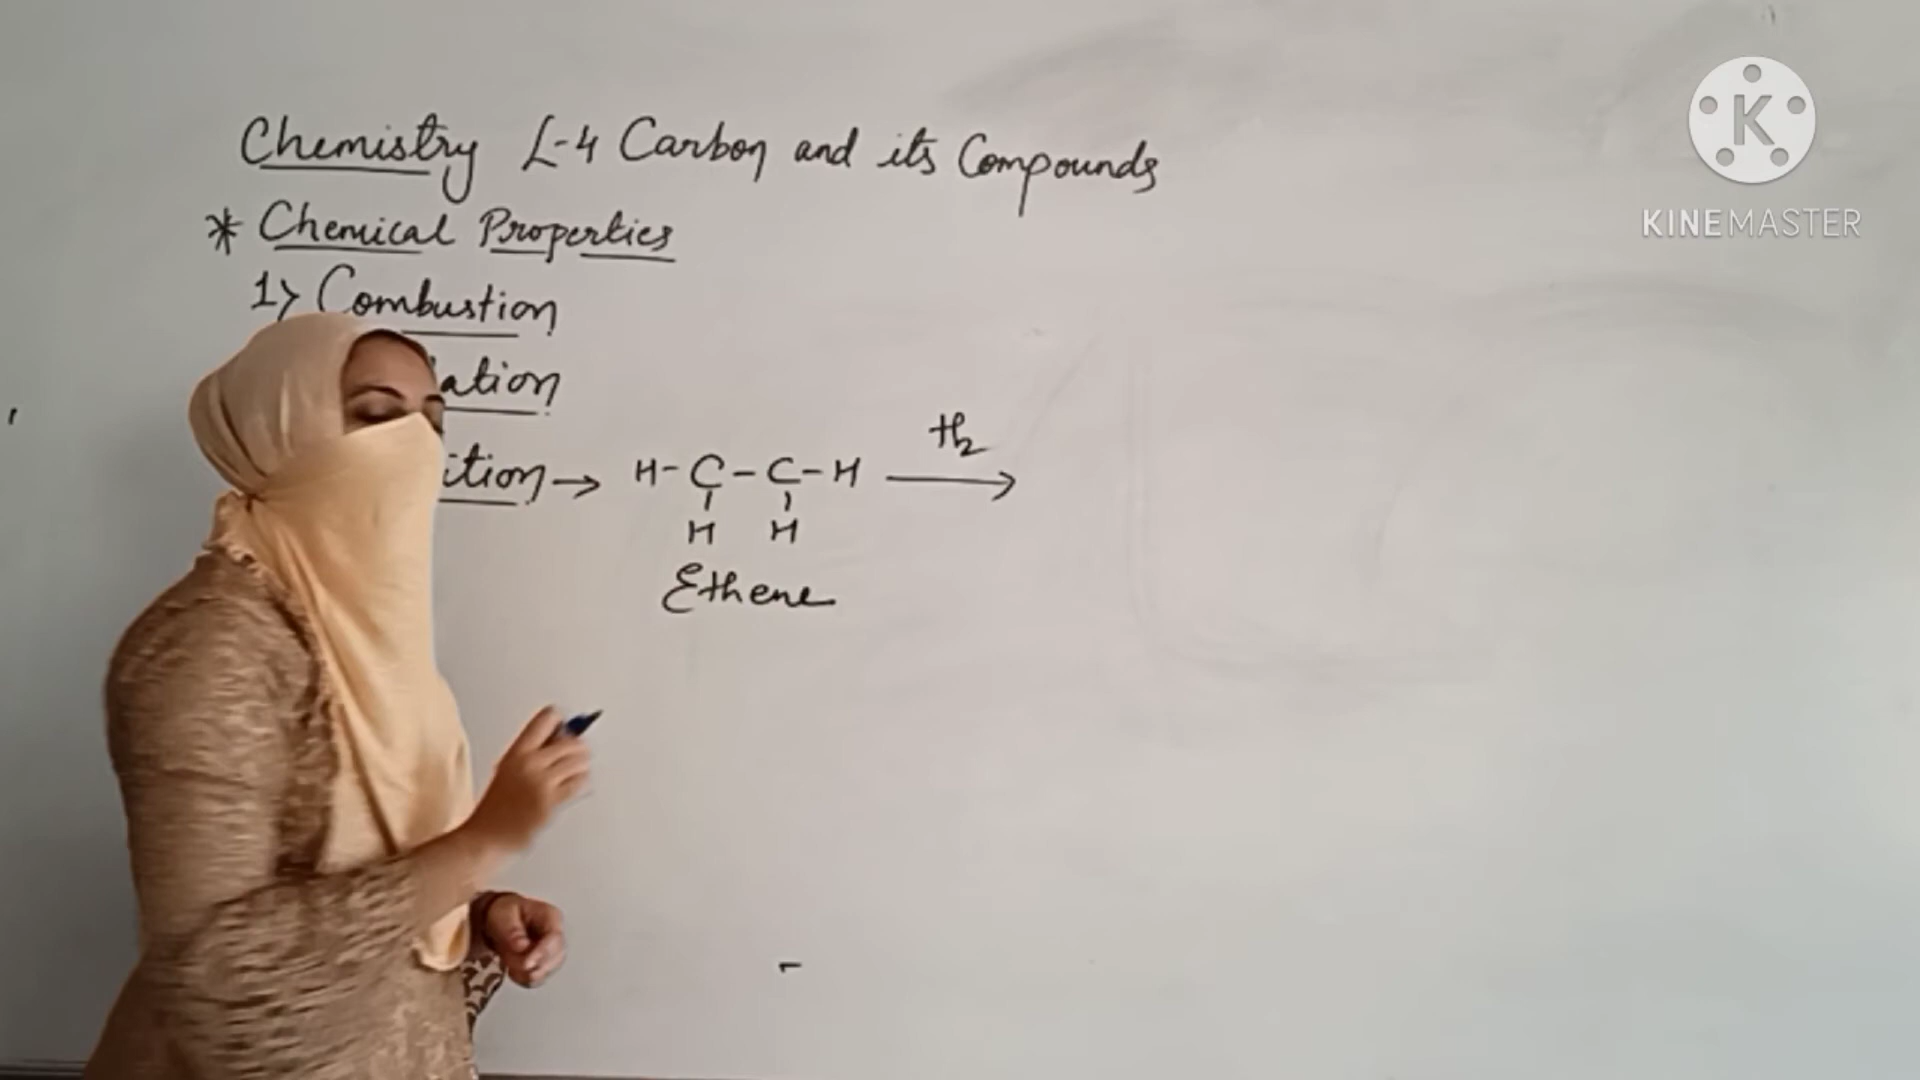 Chemistry L-4 Carbon and its Compounds
* Chemical Properties
1> Combustion
ation
ition → H-C-C-H H2 →
H H
Ethene
K
KINEMASTER